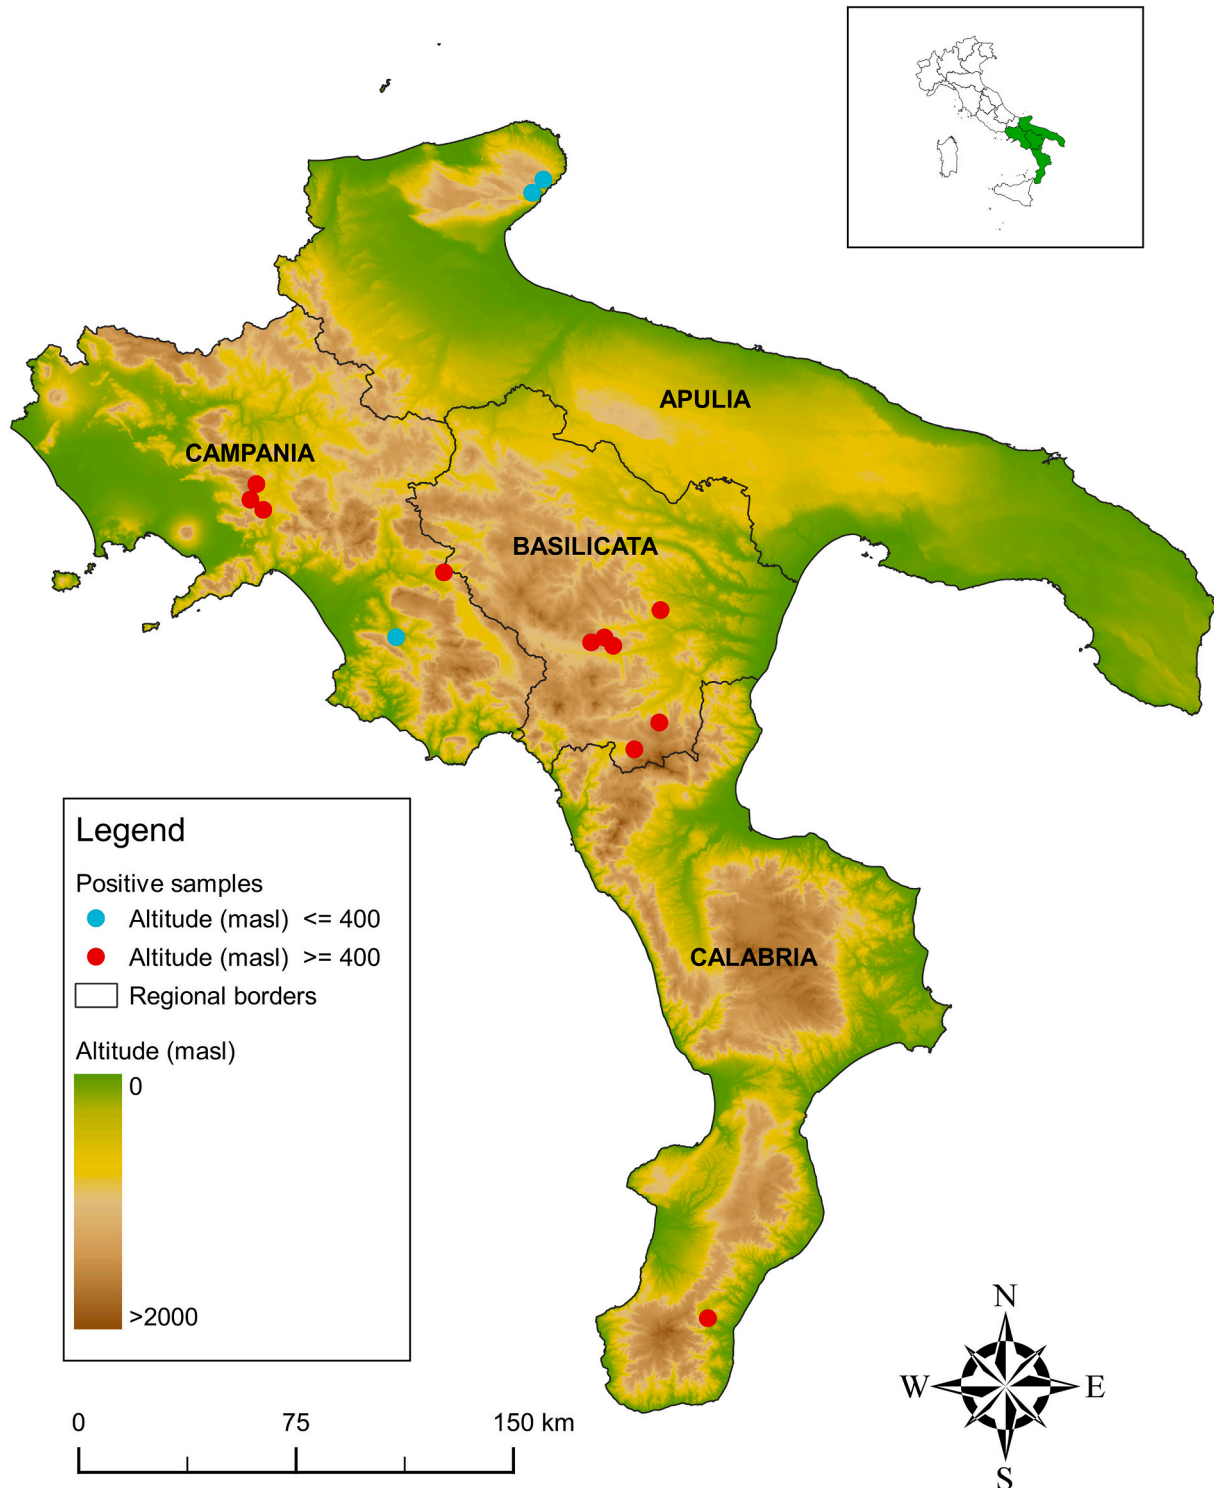 APULIA
CAMPANIA
BASILICATA
CALABRIA
Legend
Positive samples
Altitude (masl) <= 400
Altitude (masl) >= 400
Regional borders
Altitude (masl)
0
>2000
0 75 150 km
N
W E
S